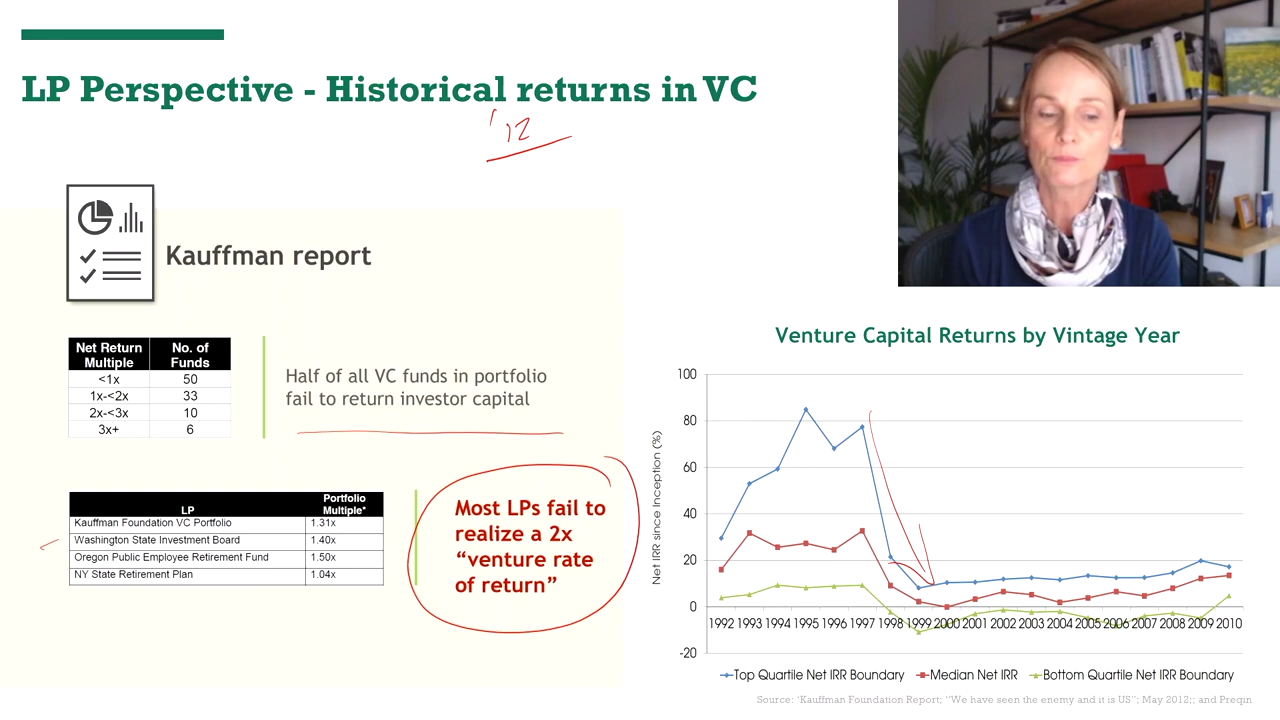 LP Perspective - Historical returns in VC
'12
Kauffman report
Net Return Multiple No. of Funds
<1x 50
1x-<2x 33
2x-<3x 10
3x+ 6
Half of all VC funds in portfolio
fail to return investor capital
LP Portfolio Multiple*
Kauffman Foundation VC Portfolio 1.31x
Washington State Investment Board 1.40x
Oregon Public Employee Retirement Fund 1.50x
NY State Retirement Plan 1.04x
Most LPs fail to
realize a 2x
“venture rate
of return”
Venture Capital Returns by Vintage Year
Net IRR since Inception (%)
100
80
60
40
20
0
-20
1992 1993 1994 1995 1996 1997 1998 1999 2000 2001 2002 2003 2004 2005 2006 2007 2008 2009 2010
Top Quartile Net IRR Boundary Median Net IRR Bottom Quartile Net IRR Boundary
Source: 'Kauffman Foundation Report; "We have seen the enemy and it is US"; May 2012;; and Preqin